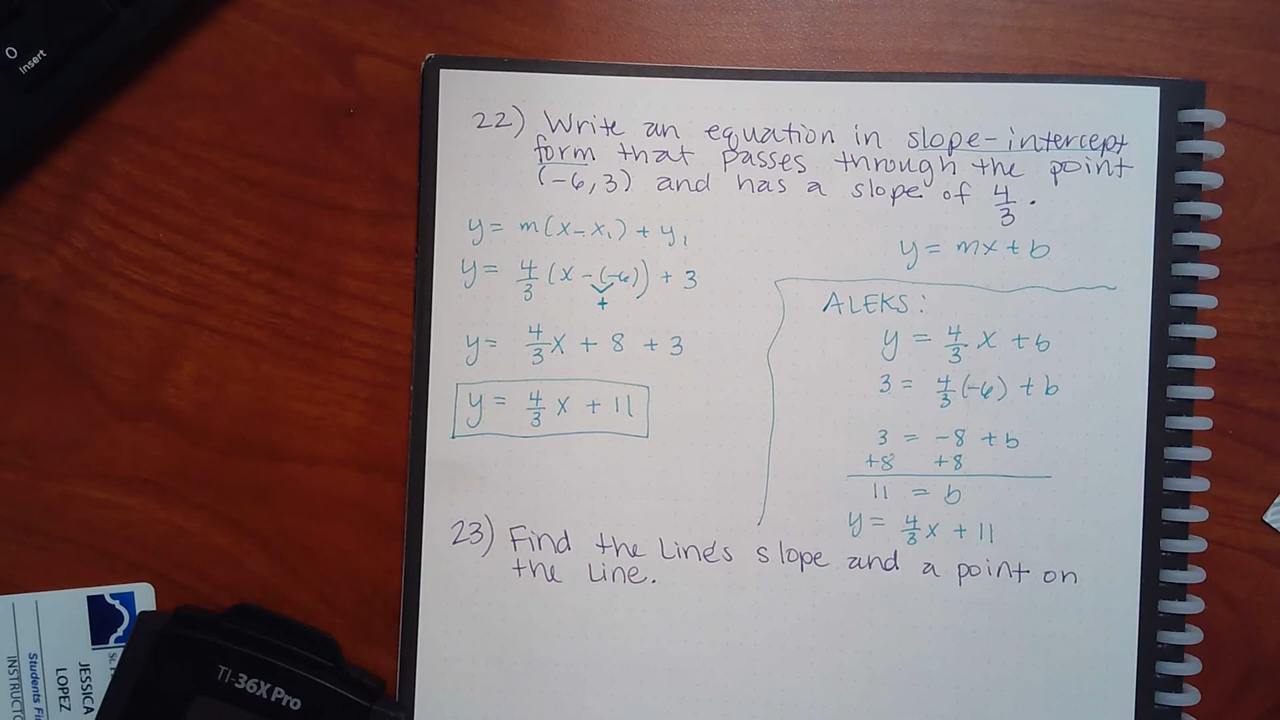 0
Insert
22) Write an equation in slope-intercept
form that passes through the point
(-6,3) and has a slope of 4/3.
y = m(x-x₁) + y₁
y = 4/3 (x - (-6)) + 3
+
y = 4/3 x + 8 + 3
y = 4/3 x + 11
y = mx + b
ALEKS:
y = 4/3 x + b
3 = 4/3 (-6) + b
3 = -8 + b
+8 +8
11 = b
y = 4/3 x + 11
23) Find the line's slope and a point on
the line.
TI-36X Pro
JESSICA
LOPEZ